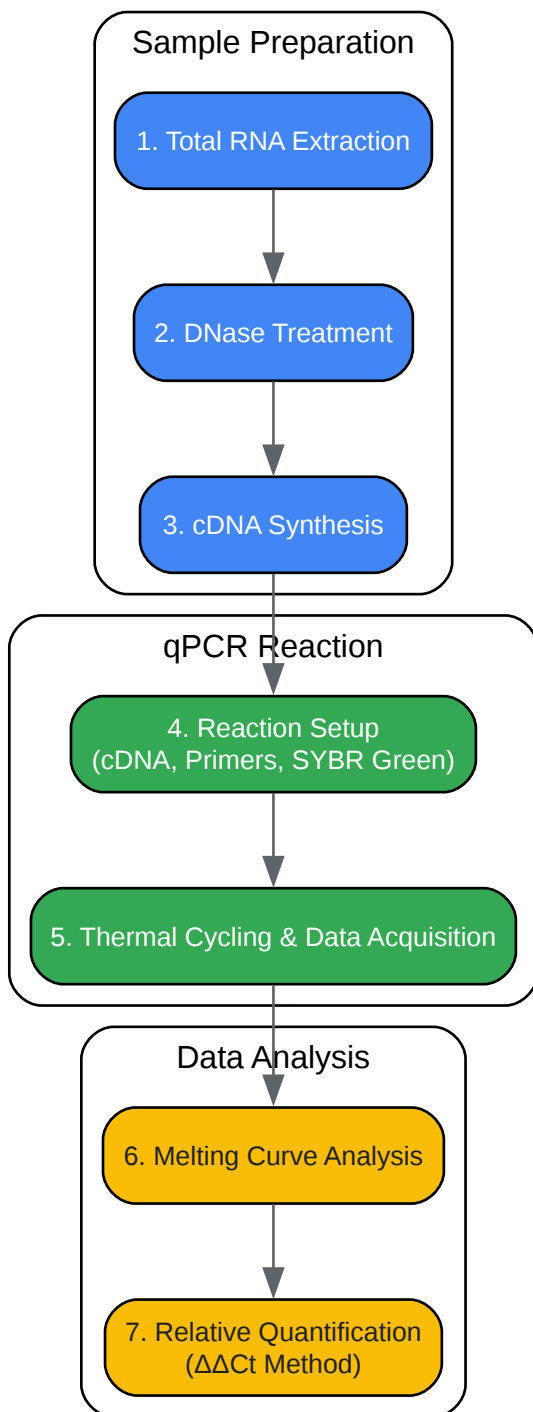 Sample Preparation
1. Total RNA Extraction
2. DNase Treatment
3. cDNA Synthesis
qPCR Reaction
4. Reaction Setup
(cDNA, Primers, SYBR Green)
5. Thermal Cycling & Data Acquisition
Data Analysis
6. Melting Curve Analysis
7. Relative Quantification
(ΔΔCt Method)